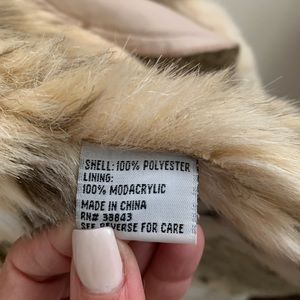 SHELL: 100% POLYESTER
LINING:
100% MODACRYLIC
MADE IN CHINA
RN# 38843
SEE REVERSE FOR CARE